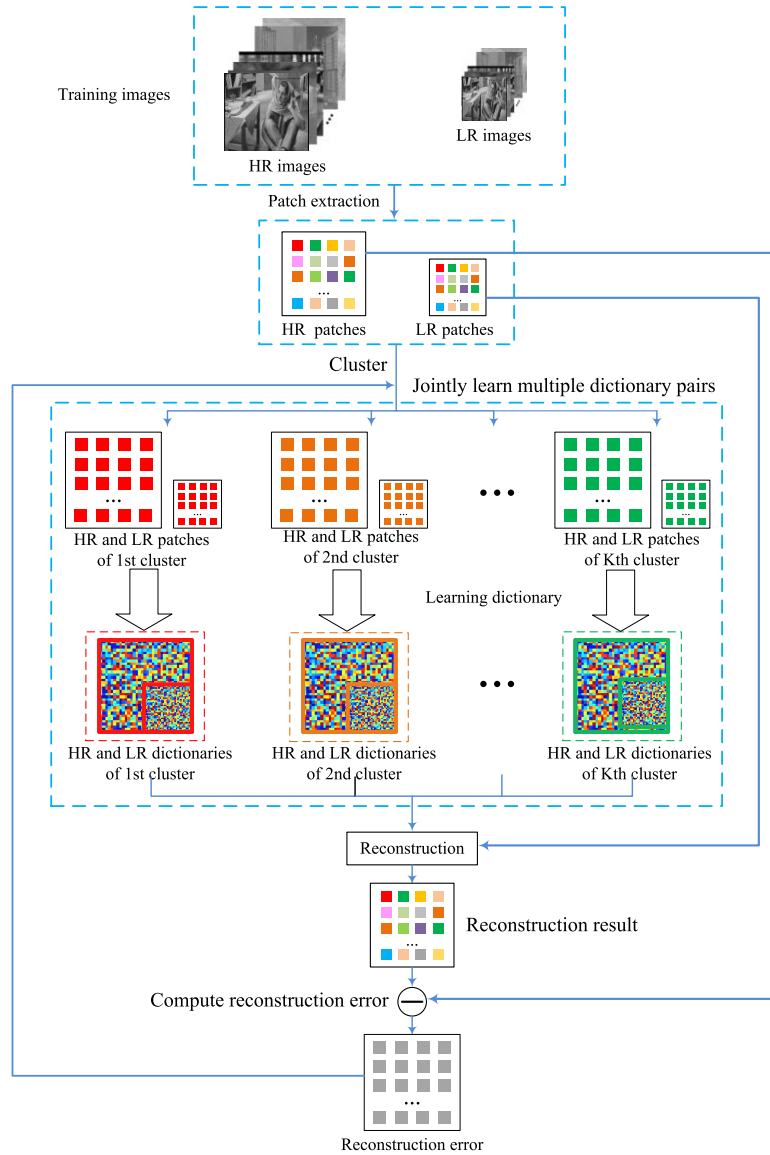 Training images
HR images
LR images
Patch extraction
...
HR patches
...
LR patches
Cluster
Jointly learn multiple dictionary pairs
...
...
HR and LR patches
of 1st cluster
...
...
HR and LR patches
of 2nd cluster
...
...
...
HR and LR patches
of Kth cluster
Learning dictionary
...
HR and LR dictionaries
of 1st cluster
HR and LR dictionaries
of 2nd cluster
HR and LR dictionaries
of Kth cluster
Reconstruction
...
Reconstruction result
Compute reconstruction error
...
Reconstruction error